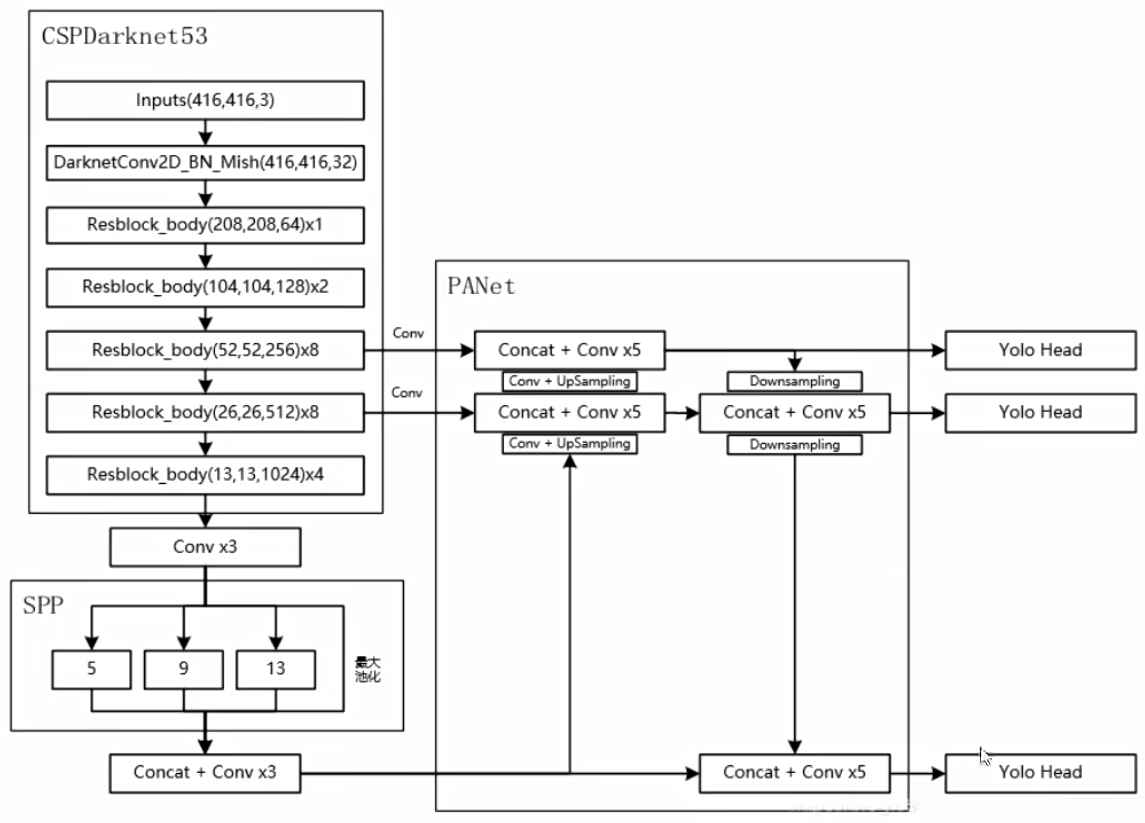 CSPDarknet53
Inputs(416,416,3)
DarknetConv2D_BN_Mish(416,416,32)
Resblock_body(208,208,64)x1
Resblock_body(104,104,128)x2
Resblock_body(52,52,256)x8
Resblock_body(26,26,512)x8
Resblock_body(13,13,1024)x4
Conv x3
SPP
5
9
13
最大
池化
Concat + Conv x3
Conv
Conv
PANet
Concat + Conv x5
Conv + UpSampling
Concat + Conv x5
Conv + UpSampling
Downsampling
Concat + Conv x5
Downsampling
Concat + Conv x5
Yolo Head
Yolo Head
Yolo Head